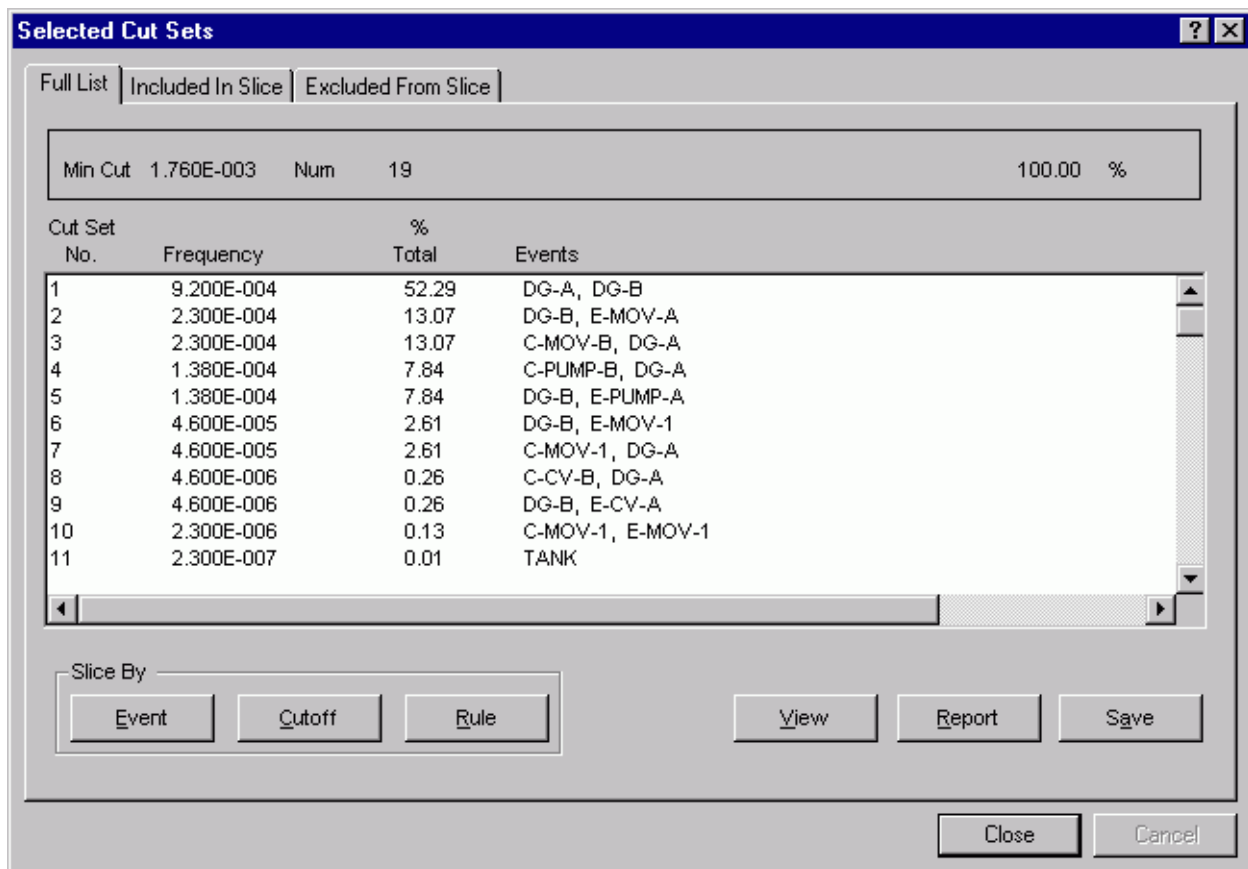 Selected Cut Sets
Full List Included In Slice Excluded From Slice
Min Cut 1.760E-003 Num 19 100.00 %
Cut Set %
No. Frequency Total Events
1 9.200E-004 52.29 DG-A, DG-B
2 2.300E-004 13.07 DG-B, E-MOV-A
3 2.300E-004 13.07 C-MOV-B, DG-A
4 1.380E-004 7.84 C-PUMP-B, DG-A
5 1.380E-004 7.84 DG-B, E-PUMP-A
6 4.600E-005 2.61 DG-B, E-MOV-1
7 4.600E-005 2.61 C-MOV-1, DG-A
8 4.600E-006 0.26 C-CV-B, DG-A
9 4.600E-006 0.26 DG-B, E-CV-A
10 2.300E-006 0.13 C-MOV-1, E-MOV-1
11 2.300E-007 0.01 TANK
Slice By
Event Cutoff Rule View Report Save
Close Cancel